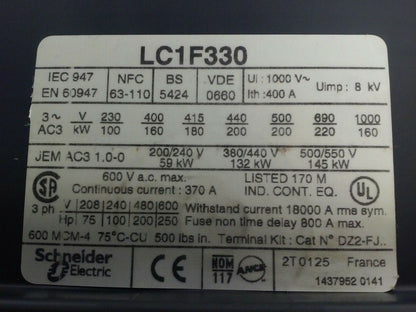 LC1F330
IEC 947 NFC BS VDE Ui : 1000 V~
EN 60947 63-110 5424 0660 Ith : 400 A Uimp : 8 kV
3~ V 230 400 415 440 500 690 1000
AC3 kW 100 160 180 200 200 220 160
JEM AC3 1.0-0 200/240 V 380/440 V 500/550 V
59 kW 132 kW 145 kW
600 V a.c. max. LISTED 170 M
Continuous current : 370 A IND. CONT. EQ.
SA UL
3 ph V 208 240 480 600 Withstand current 18000 A rms sym.
Hp 75 100 200 250 Fuse non time delay 800 A max.
600 MCM-4 75°C-CU 500 lbs in. Terminal Kit : Cat N° DZ2-FJ..
Schneider Electric CE NOM 117 ANCE 2T0125 France
1437952 0141